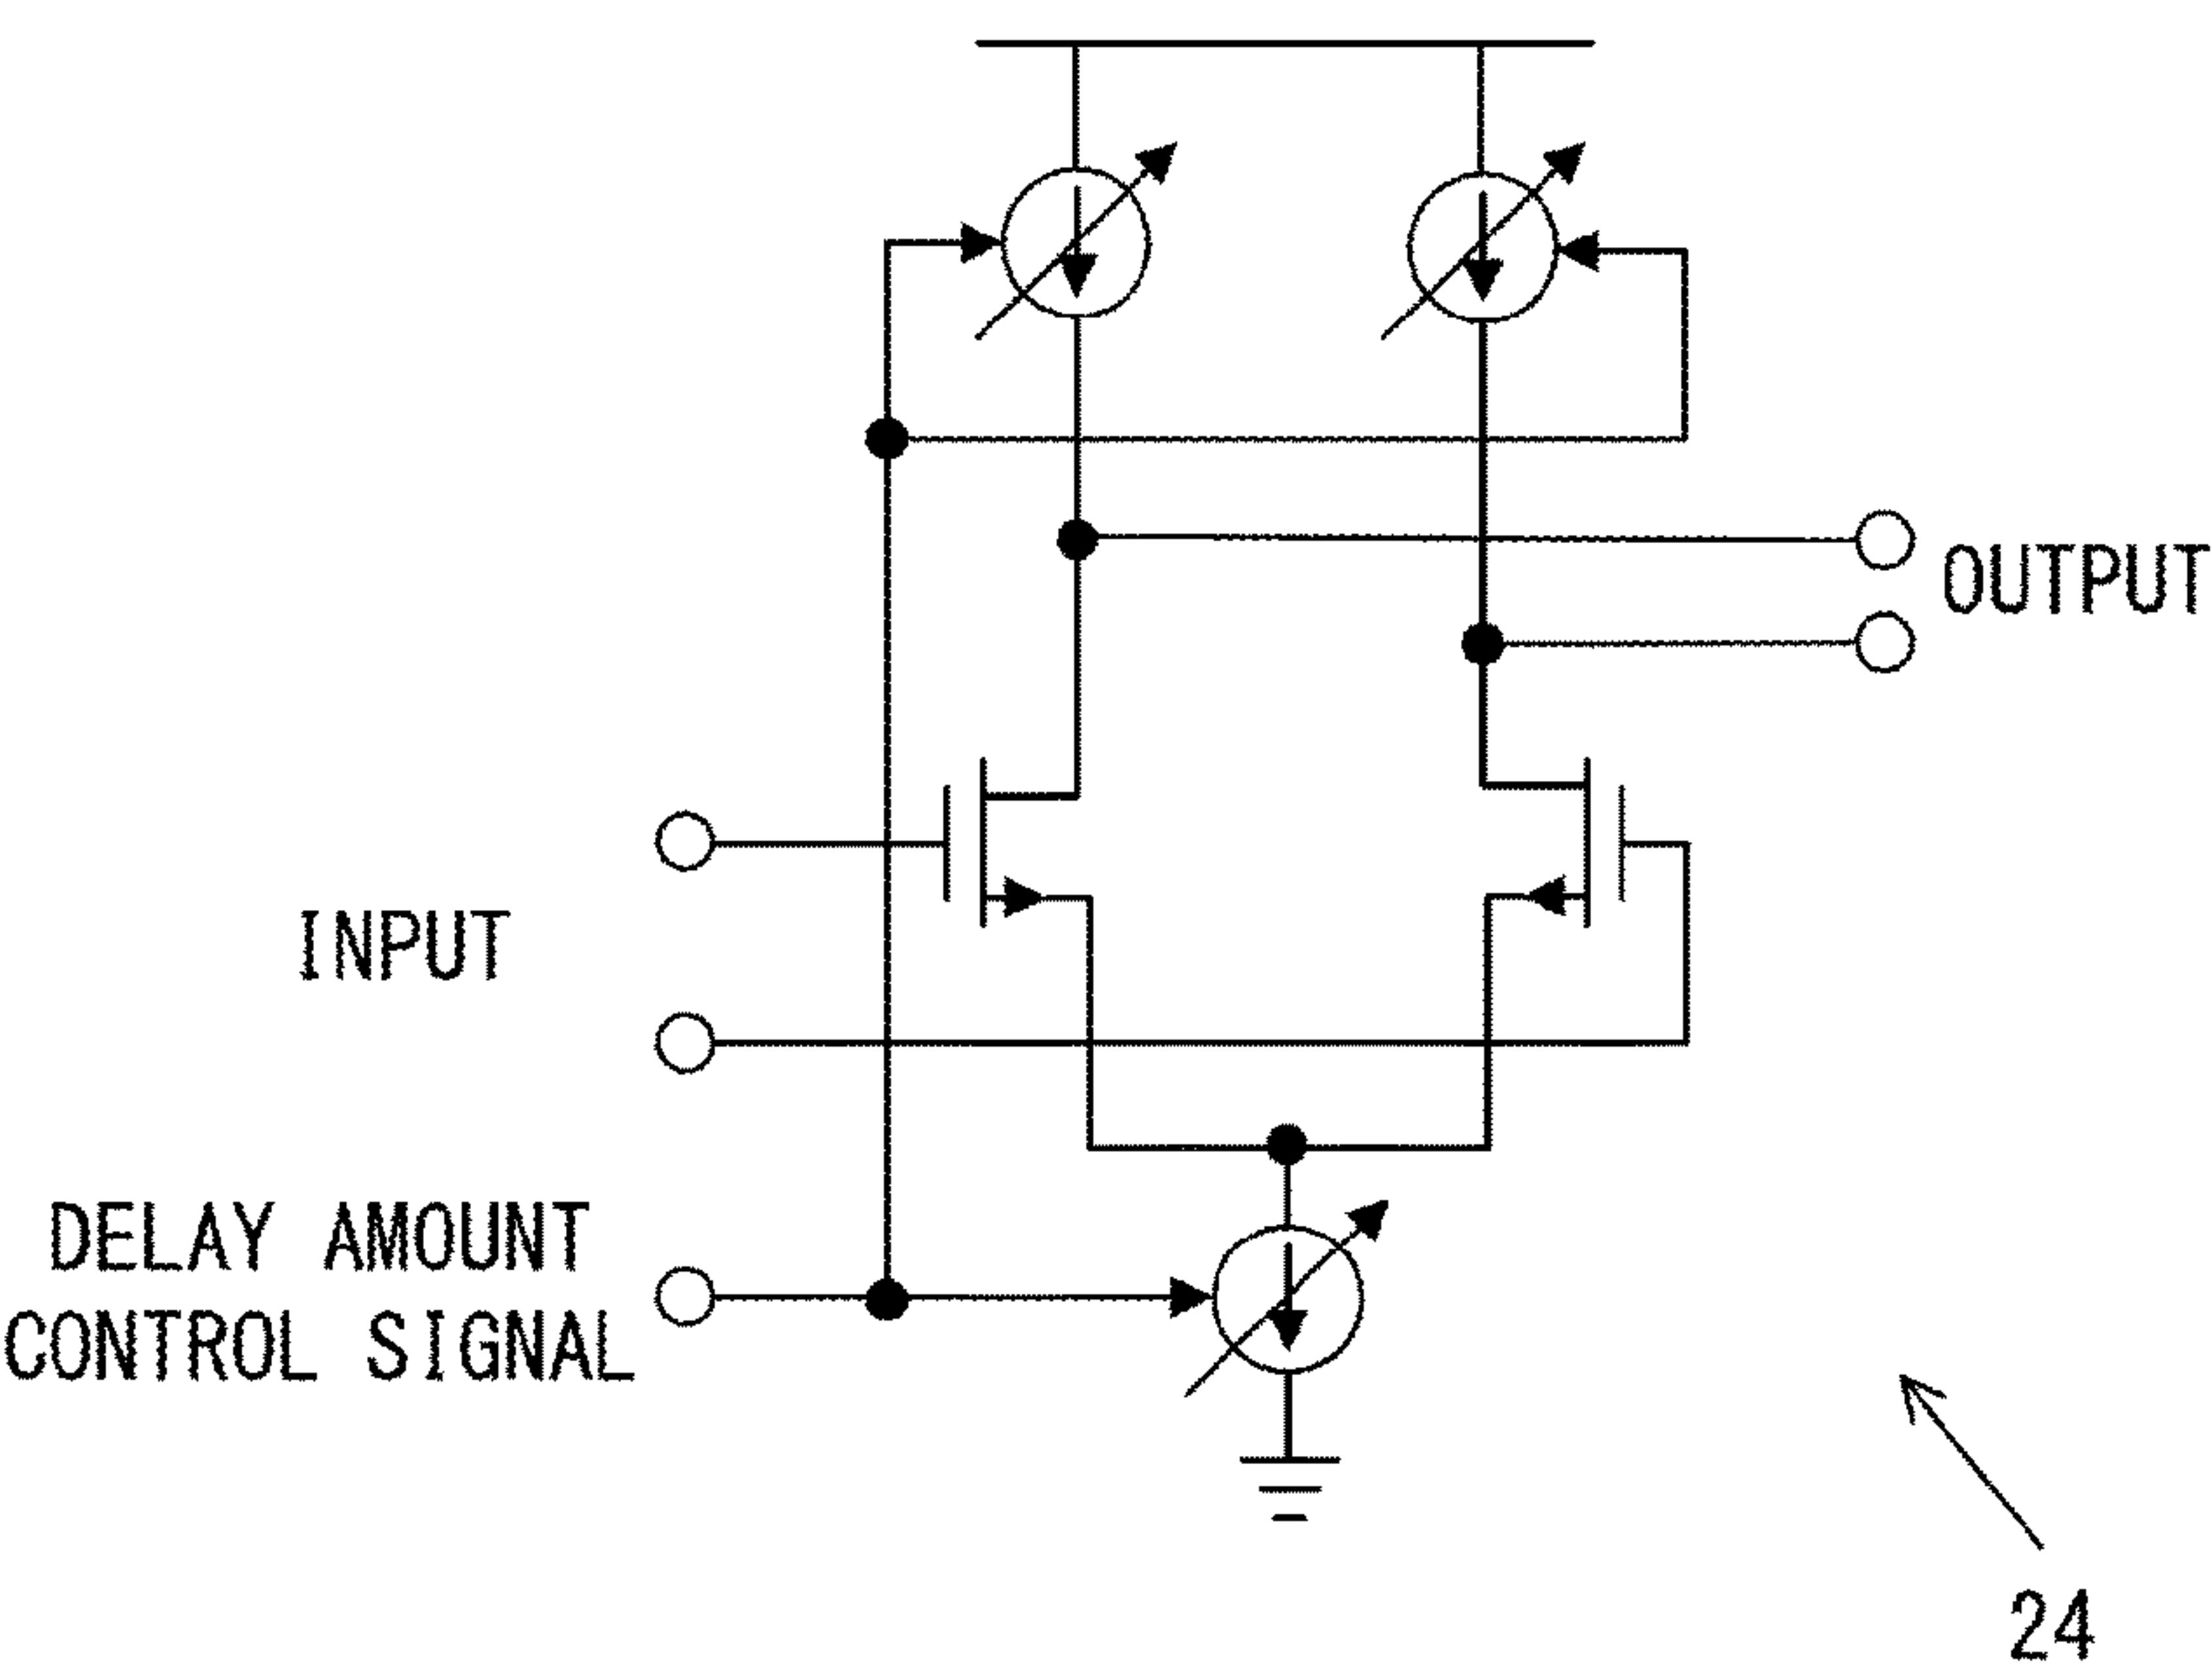 OUTPUT
INPUT
DELAY AMOUNT
CONTROL SIGNAL
24